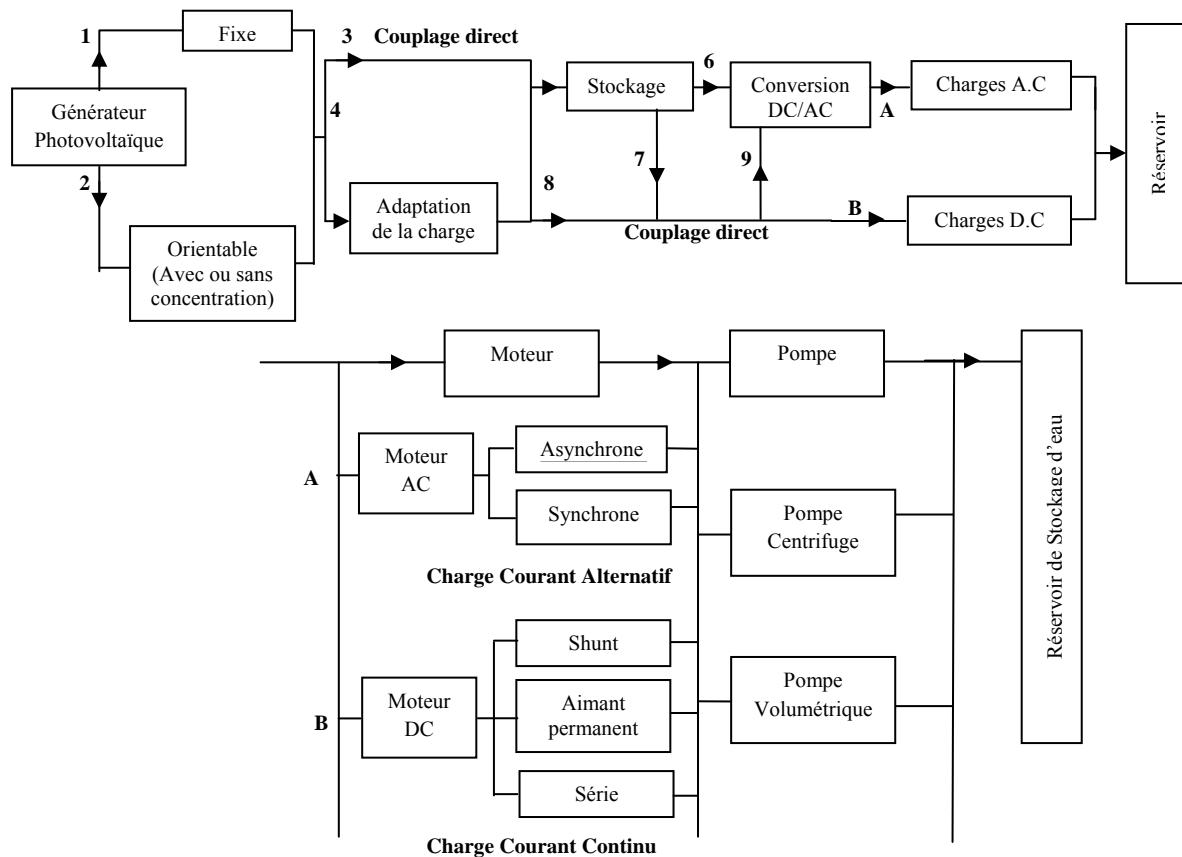 1
Fixe
3
Couplage direct
Générateur
Photovoltaïque
4
2
Orientable
(Avec ou sans
concentration)
Adaptation
de la charge
8
Stockage
6
7
9
Conversion
DC/AC
A
Charges A.C
B
Couplage direct
Charges D.C
Réservoir
Moteur
Pompe
A
Moteur
AC
Asynchrone
Synchrone
Charge Courant Alternatif
Pompe
Centrifuge
B
Moteur
DC
Shunt
Aimant
permanent
Série
Charge Courant Continu
Pompe
Volumétrique
Réservoir de Stockage d'eau